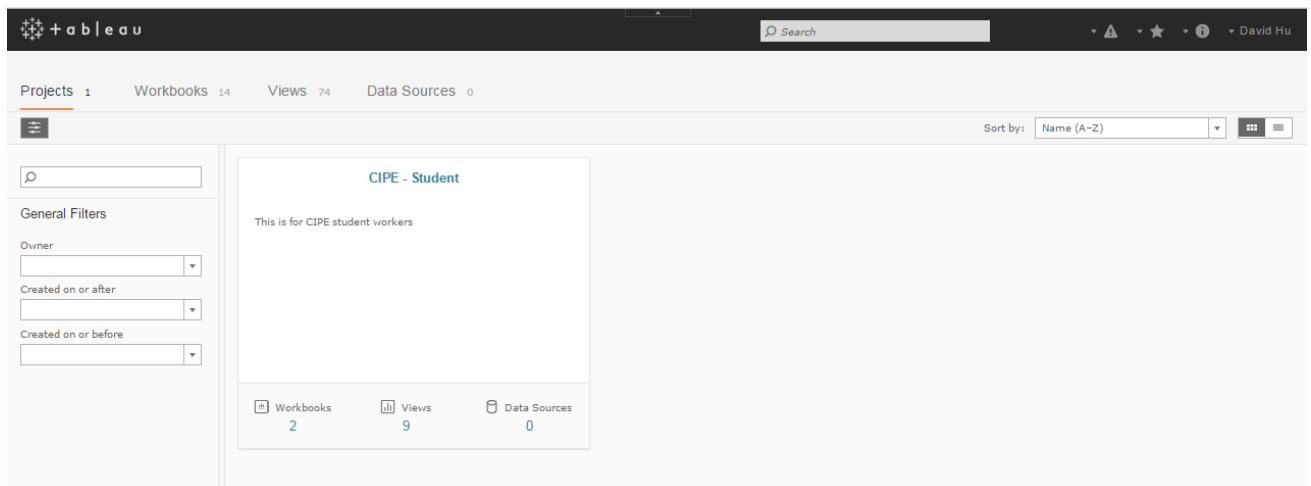 + a b | e a u
Search
David Hu
Projects 1 Workbooks 14 Views 74 Data Sources 0
Sort by: Name (A–Z)
CIPE - Student
This is for CIPE student workers
General Filters
Owner
Created on or after
Created on or before
Workbooks Views Data Sources
2 9 0